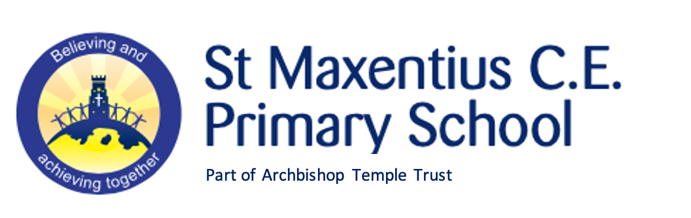 Believing and
achieving together
St Maxentius C.E.
Primary School
Part of Archbishop Temple Trust